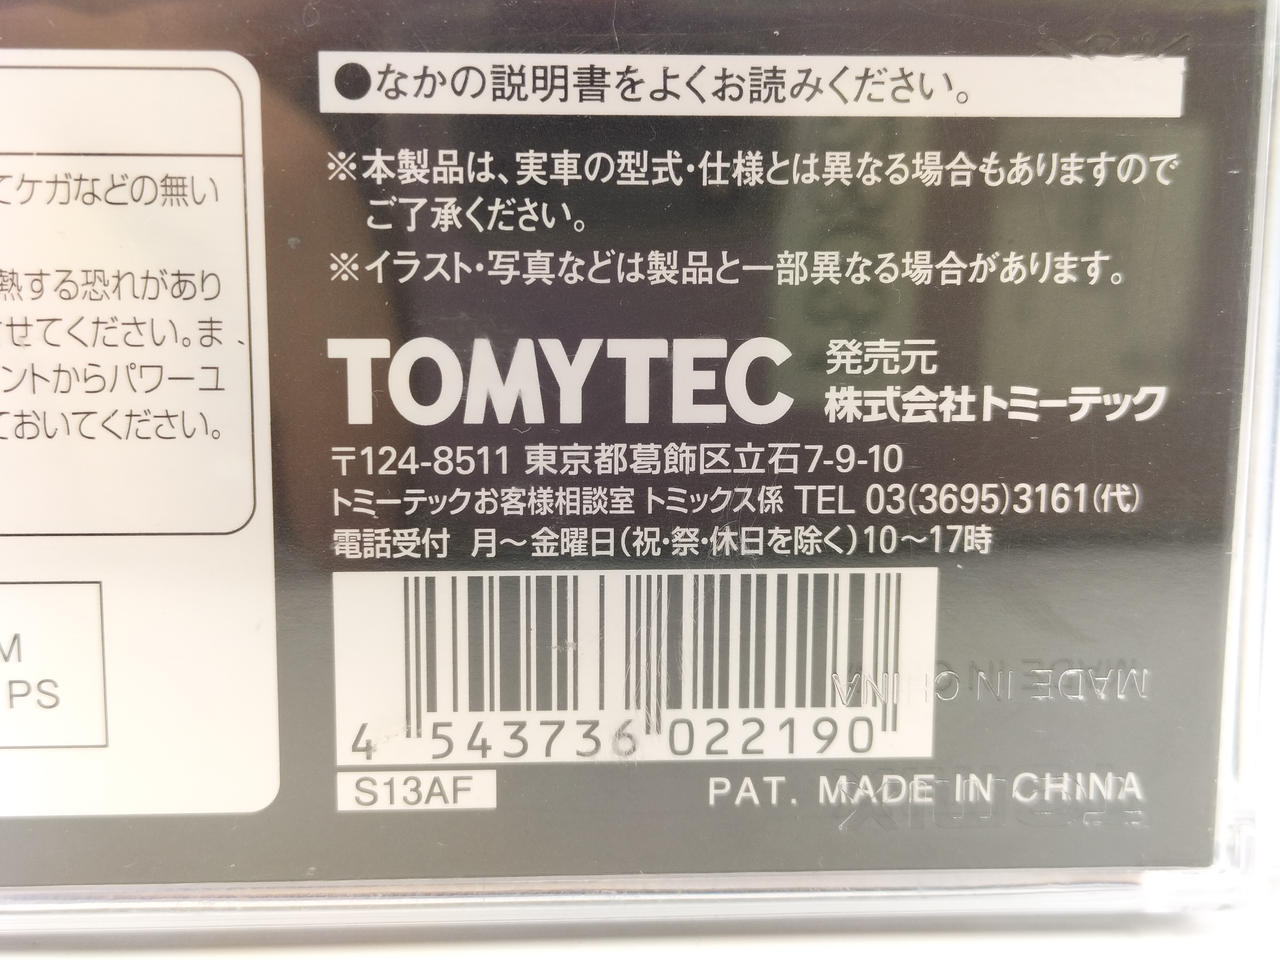 てケガなどの無い
熱する恐れがあり
させてください。ま、
ントからパワーユ
ておいてください。
M
PS
●なかの説明書をよくお読みください。
※本製品は、実車の型式・仕様とは異なる場合もありますので
ご了承ください。
※イラスト・写真などは製品と一部異なる場合があります。
TOMYTEC 発売元
株式会社トミーテック
〒124-8511 東京都葛飾区立石7-9-10
トミーテックお客様相談室 トミックス係 TEL 03(3695)3161(代)
電話受付 月〜金曜日(祝・祭・休日を除く)10〜17時
4 543736 022190
S13AF
MADE IN CHINA
PAT. MADE IN CHINA